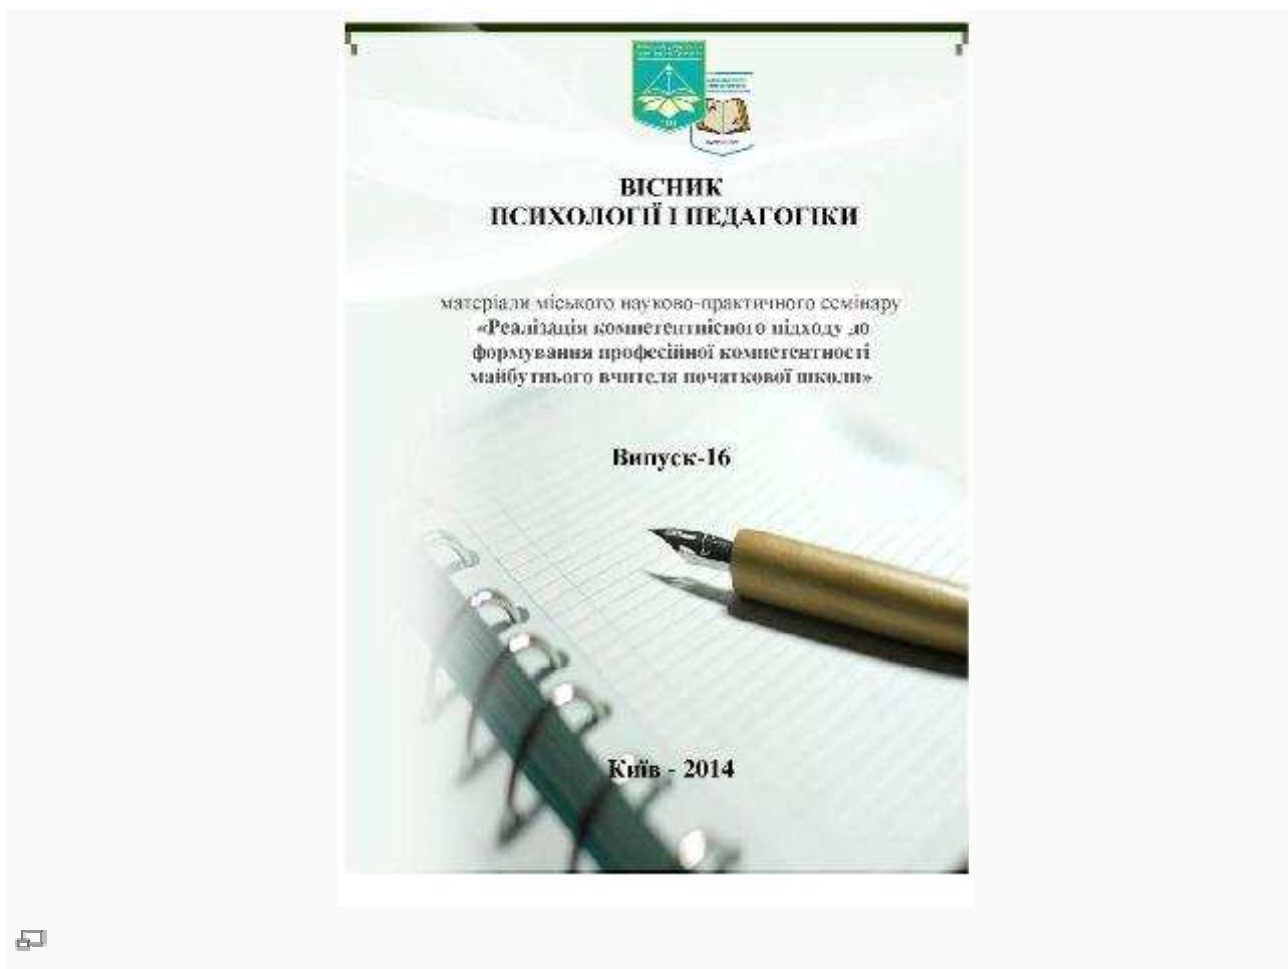 ВІСНИК
ПСИХОЛОГІЇ І ПЕДАГОГІКИ
матеріали міського науково-практичного семінару
«Реалізація компетентнісного підходу до
формування професійної компетентності
майбутнього вчителя початкової школи»
Випуск-16
Київ - 2014